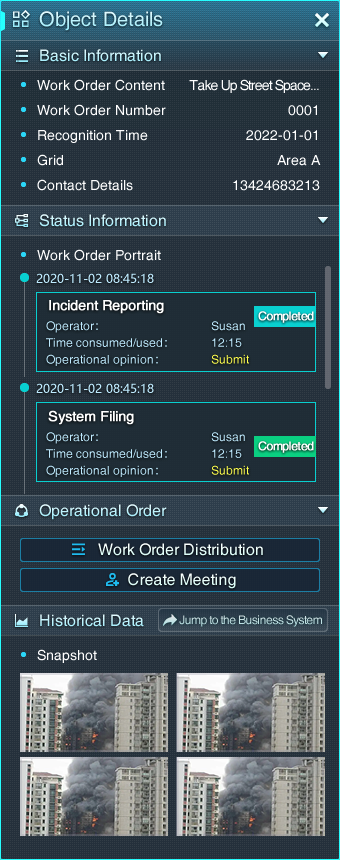 Object Details
Basic Information
Work Order Content Take Up Street Space...
Work Order Number 0001
Recognition Time 2022-01-01
Grid Area A
Contact Details 13424683213
Status Information
Work Order Portrait
2020-11-02 08:45:18
Incident Reporting
Completed
Operator: Susan
Time consumed/used: 12:15
Operational opinion: Submit
2020-11-02 08:45:18
System Filing
Operator: Susan
Completed
Time consumed/used: 12:15
Operational opinion: Submit
Operational Order
Work Order Distribution
Create Meeting
Historical Data Jump to the Business System
Snapshot